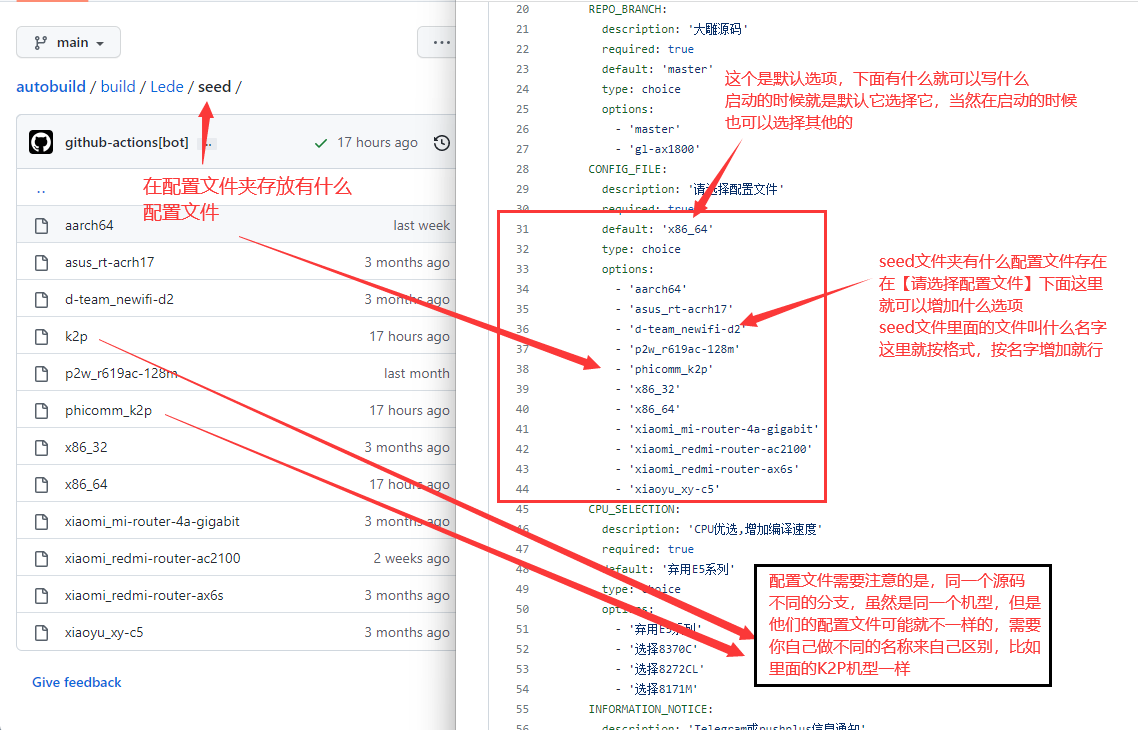 main
...
autobuild / build / Lede / seed /
github-actions[bot] ... 17 hours ago
..
在配置文件夹存放有什么
配置文件
aarch64 last week
asus_rt-acrh17 3 months ago
d-team_newifi-d2 3 months ago
k2p 17 hours ago
p2w_r619ac-128m last month
phicomm_k2p 17 hours ago
x86_32 3 months ago
x86_64 17 hours ago
xiaomi_mi-router-4a-gigabit 3 months ago
xiaomi_redmi-router-ac2100 2 weeks ago
xiaomi_redmi-router-ax6s 3 months ago
xiaoyu_xy-c5 3 months ago
Give feedback
20 REPO_BRANCH:
21 description: '大雕源码'
22 required: true
23 default: 'master'
24 type: choice
25 options:
26 - 'master'
27 - 'gl-ax1800'
28 CONFIG_FILE:
29 description: '请选择配置文件'
30 required: true
31 default: 'x86_64'
32 type: choice
33 options:
34 - 'aarch64'
35 - 'asus_rt-acrh17'
36 - 'd-team_newifi-d2'
37 - 'p2w_r619ac-128m'
38 - 'phicomm_k2p'
39 - 'x86_32'
40 - 'x86_64'
41 - 'xiaomi_mi-router-4a-gigabit'
42 - 'xiaomi_redmi-router-ac2100'
43 - 'xiaomi_redmi-router-ax6s'
44 - 'xiaoyu_xy-c5'
45 CPU_SELECTION:
46 description: 'CPU优选,增加编译速度'
47 required: true
48 default: '弃用E5系列'
49 type: choice
50 options:
51 - '弃用E5系列'
52 - '选择8370C'
53 - '选择8272CL'
54 - '选择8171M'
55 INFORMATION_NOTICE:
56 description: 'Telegram或pushplus信息通知'
这个是默认选项，下面有什么就可以写什么
启动的时候就是默认它选择它，当然在启动的时候
也可以选择其他的
seed文件夹有什么配置文件存在
在【请选择配置文件】下面这里
就可以增加什么选项
seed文件里面的文件叫什么名字
这里就按格式，按名字增加就行
配置文件需要注意的是，同一个源码
不同的分支，虽然是同一个机型，但是
他们的配置文件可能就不一样的，需要
你自己做不同的名称来自己区别，比如
里面的K2P机型一样